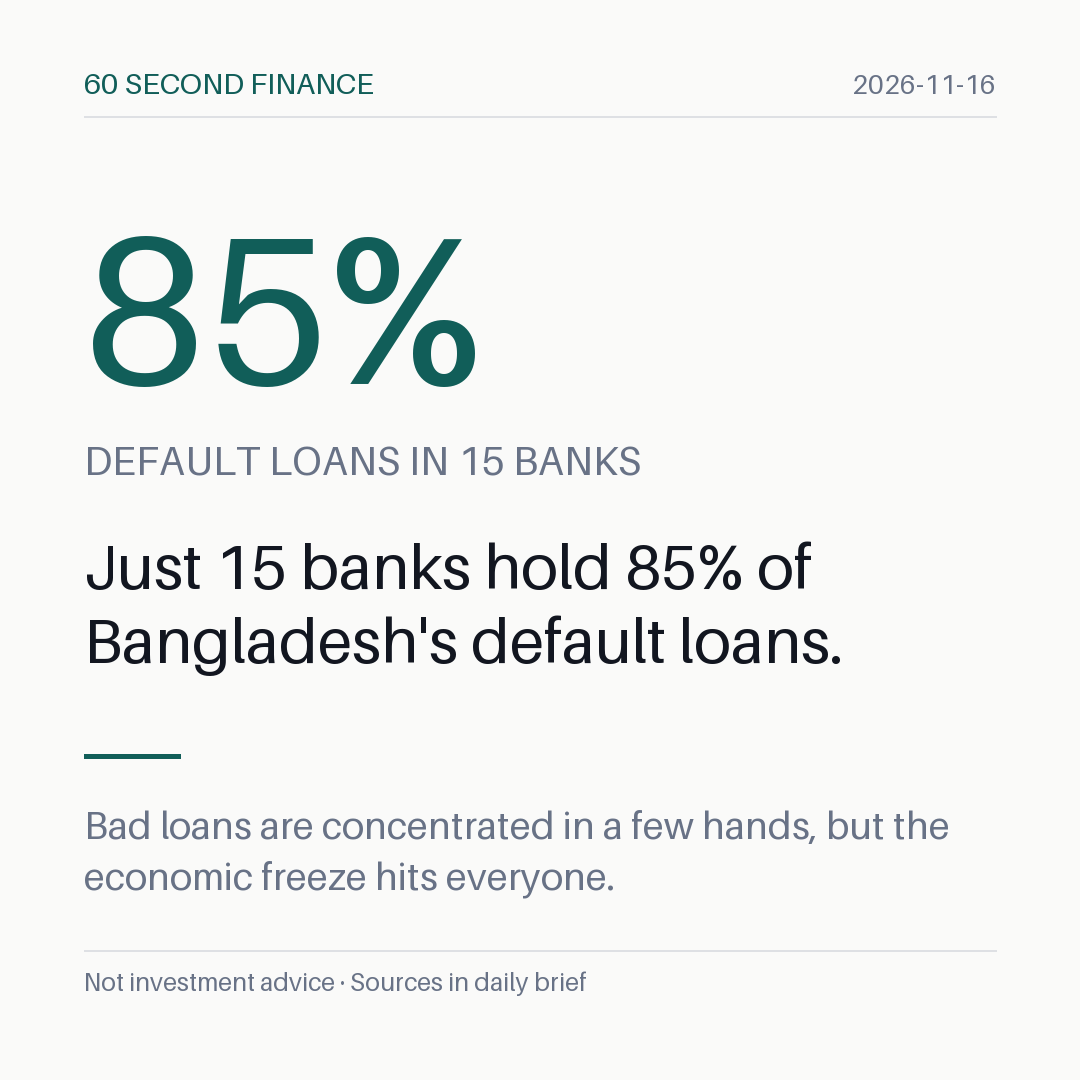 60 SECOND FINANCE
2026-11-16
85%
DEFAULT LOANS IN 15 BANKS
Just 15 banks hold 85% of
Bangladesh's default loans.
Bad loans are concentrated in a few hands, but the
economic freeze hits everyone.
Not investment advice · Sources in daily brief